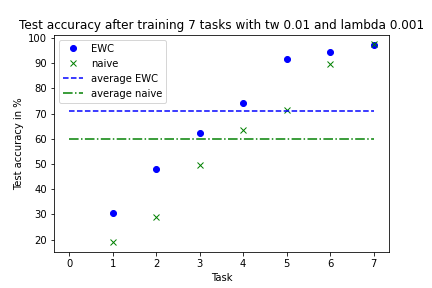 Test accuracy after training 7 tasks with tw 0.01 and lambda 0.001
100
90
80
70
60
50
40
30
20
Test accuracy in %
EWC
naive
average EWC
average naive
0 1 2 3 4 5 6 7
Task